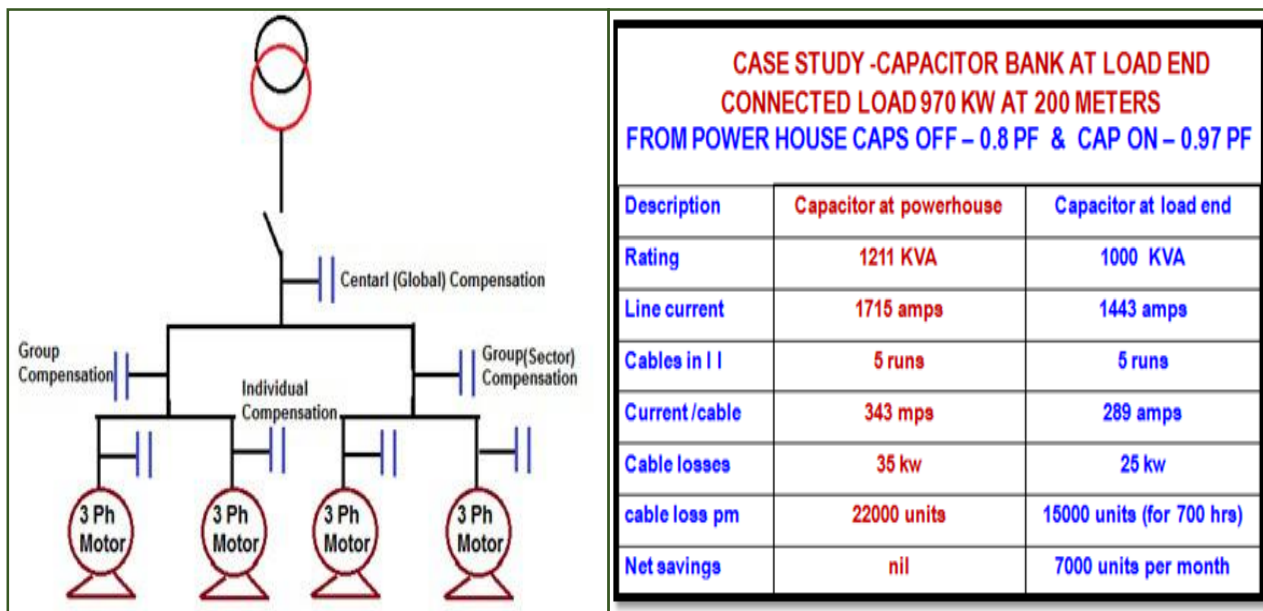 Centarl (Global) Compensation
Group
Compensation
Group(Sector)
Compensation
Individual
Compensation
3 Ph
Motor
3 Ph
Motor
3 Ph
Motor
3 Ph
Motor
CASE STUDY -CAPACITOR BANK AT LOAD END
CONNECTED LOAD 970 KW AT 200 METERS
FROM POWER HOUSE CAPS OFF – 0.8 PF & CAP ON – 0.97 PF
Description Capacitor at powerhouse Capacitor at load end
Rating 1211 KVA 1000 KVA
Line current 1715 amps 1443 amps
Cables in l l 5 runs 5 runs
Current /cable 343 mps 289 amps
Cable losses 35 kw 25 kw
cable loss pm 22000 units 15000 units (for 700 hrs)
Net savings nil 7000 units per month